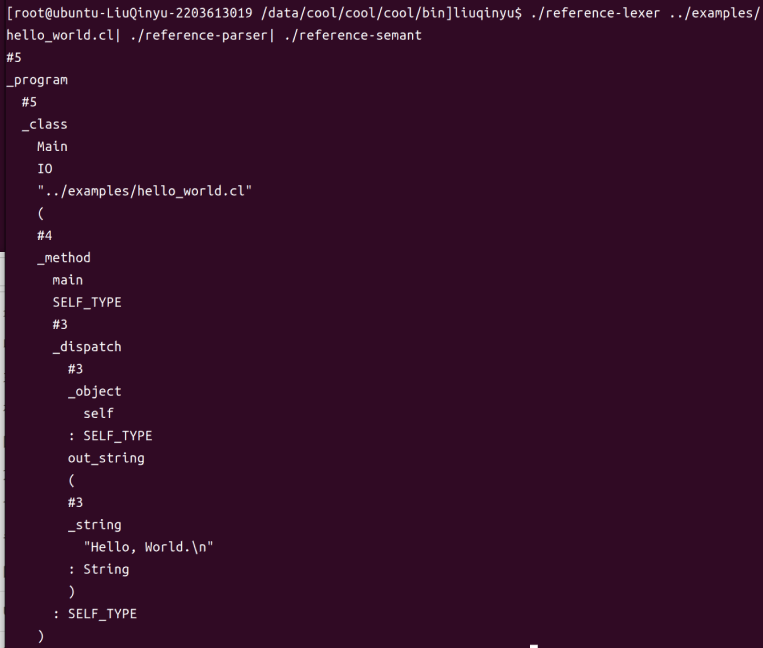 [root@ubuntu-LiuQinyu-2203613019 /data/cool/cool/cool/bin]liuqinyu$ ./reference-lexer ../examples/
hello_world.cl| ./reference-parser| ./reference-semant
#5
_program
  #5
  _class
    Main
    IO
    "../examples/hello_world.cl"
    (
    #4
    _method
      main
      SELF_TYPE
      #3
      _dispatch
        #3
        _object
          self
        : SELF_TYPE
        out_string
        (
        #3
        _string
          "Hello, World.\n"
        : String
        )
      : SELF_TYPE
    )